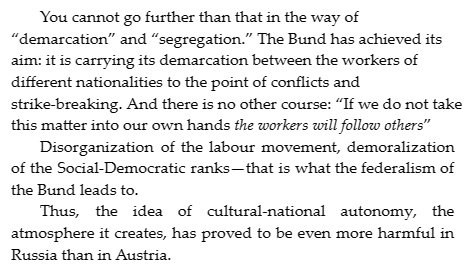 You cannot go further than that in the way of
“demarcation” and “segregation.” The Bund has achieved its
aim: it is carrying its demarcation between the workers of
different nationalities to the point of conflicts and
strike-breaking. And there is no other course: “If we do not take
this matter into our own hands the workers will follow others”
Disorganization of the labour movement, demoralization
of the Social-Democratic ranks—that is what the federalism of
the Bund leads to.
Thus, the idea of cultural-national autonomy, the
atmosphere it creates, has proved to be even more harmful in
Russia than in Austria.